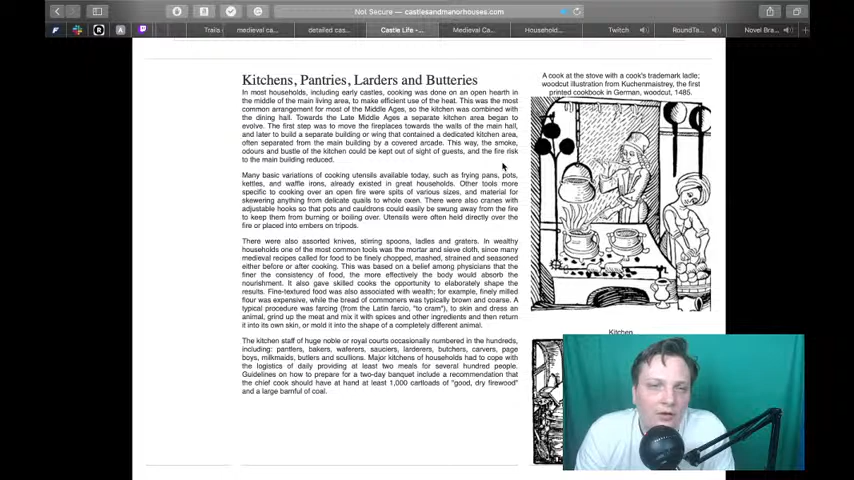 Not Secure — castlesandmanorhouses.com
Trails
medieval ca...
detailed cas...
Castle Life -...
Medieval Ca...
Household...
Twitch
RoundTa...
Novel Bra...
Kitchens, Pantries, Larders and Butteries
In most households, including early castles, cooking was done on an open hearth in
the middle of the main living area, to make efficient use of the heat. This was the most
common arrangement for most of the Middle Ages, so the kitchen was combined with
the dining hall. Towards the Late Middle Ages a separate kitchen area began to
evolve. The first step was to move the fireplaces towards the walls of the main hall,
and later to build a separate building or wing that contained a dedicated kitchen area,
often separated from the main building by a covered arcade. This way, the smoke,
odours and bustle of the kitchen could be kept out of sight of guests, and the fire risk
to the main building reduced.
Many basic variations of cooking utensils available today, such as frying pans, pots,
kettles, and waffle irons, already existed in great households. Other tools more
specific to cooking over an open fire were spits of various sizes, and material for
skewering anything from delicate quails to whole oxen. There were also cranes with
adjustable hooks so that pots and cauldrons could easily be swung away from the fire
to keep them from burning or boiling over. Utensils were often held directly over the
fire or placed into embers on tripods.
There were also assorted knives, stirring spoons, ladles and graters. In wealthy
households one of the most common tools was the mortar and sieve cloth, since many
medieval recipes called for food to be finely chopped, mashed, strained and seasoned
either before or after cooking. This was based on a belief among physicians that the
finer the consistency of food, the more effectively the body would absorb the
nourishment. It also gave skilled cooks the opportunity to elaborately shape the
results. Fine-textured food was also associated with wealth; for example, finely milled
flour was expensive, while the bread of commoners was typically brown and coarse. A
typical procedure was farcing (from the Latin farcio, "to cram"), to skin and dress an
animal, grind up the meat and mix it with spices and other ingredients and then return
it into its own skin, or mold it into the shape of a completely different animal.
The kitchen staff of huge noble or royal courts occasionally numbered in the hundreds,
including: pantlers, bakers, waferers, sauciers, larderers, butchers, carvers, page
boys, milkmaids, butlers and scullions. Major kitchens of households had to cope with
the logistics of daily providing at least two meals for several hundred people.
Guidelines on how to prepare for a two-day banquet include a recommendation that
the chief cook should have at hand at least 1,000 cartloads of "good, dry firewood"
and a large barnful of coal.
A cook at the stove with a cook's trademark ladle;
woodcut illustration from Kuchenmaistrey, the first
printed cookbook in German, woodcut, 1485.
Kitchen